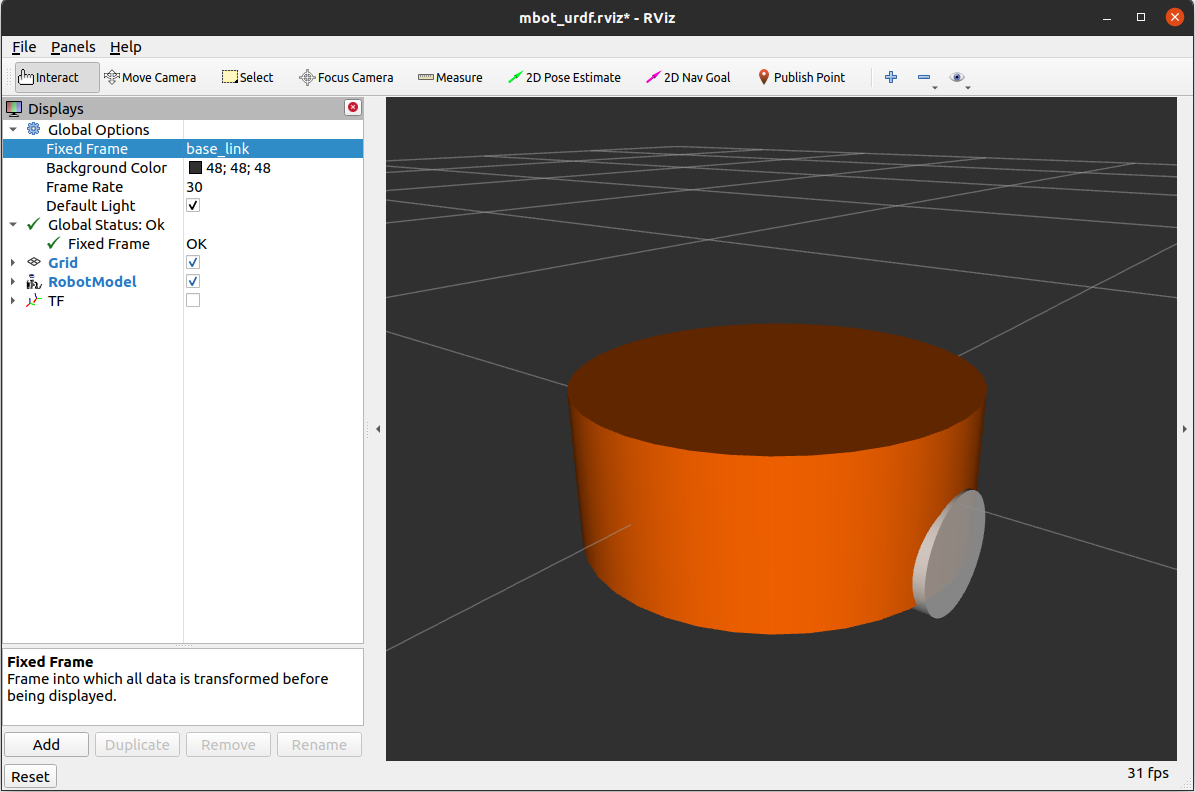 mbot_urdf.rviz* - RViz
File Panels Help
Interact Move Camera Select Focus Camera Measure 2D Pose Estimate 2D Nav Goal Publish Point
Displays
Global Options
Fixed Frame base_link
Background Color 48; 48; 48
Frame Rate 30
Default Light
Global Status: Ok
Fixed Frame OK
Grid
RobotModel
TF
Fixed Frame
Frame into which all data is transformed before
being displayed.
Add Duplicate Remove Rename
Reset 31 fps